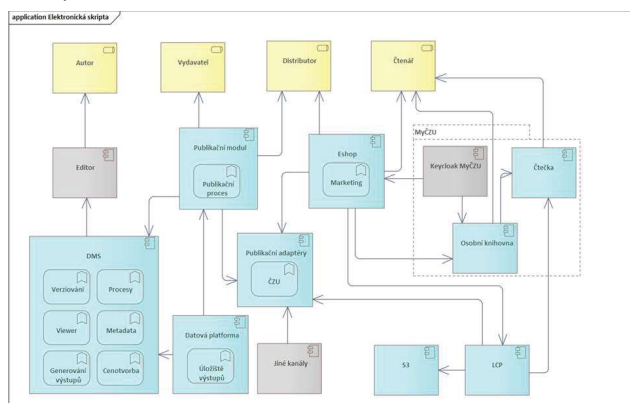 application Elektronická skripta
Autor
Vydavatel
Distributor
Čtenář
MyČZU
Editor
Publikační modul
Publikační
proces
Eshop
Marketing
Keycloak MyČZU
Čtečka
Osobní knihovna
DMS
Verziování
Procesy
Viewer
Metadata
Generování
výstupů
Cenotvorba
Publikační adaptéry
ČZU
Datová platforma
Úložiště
výstupů
Jiné kanály
S3
LCP